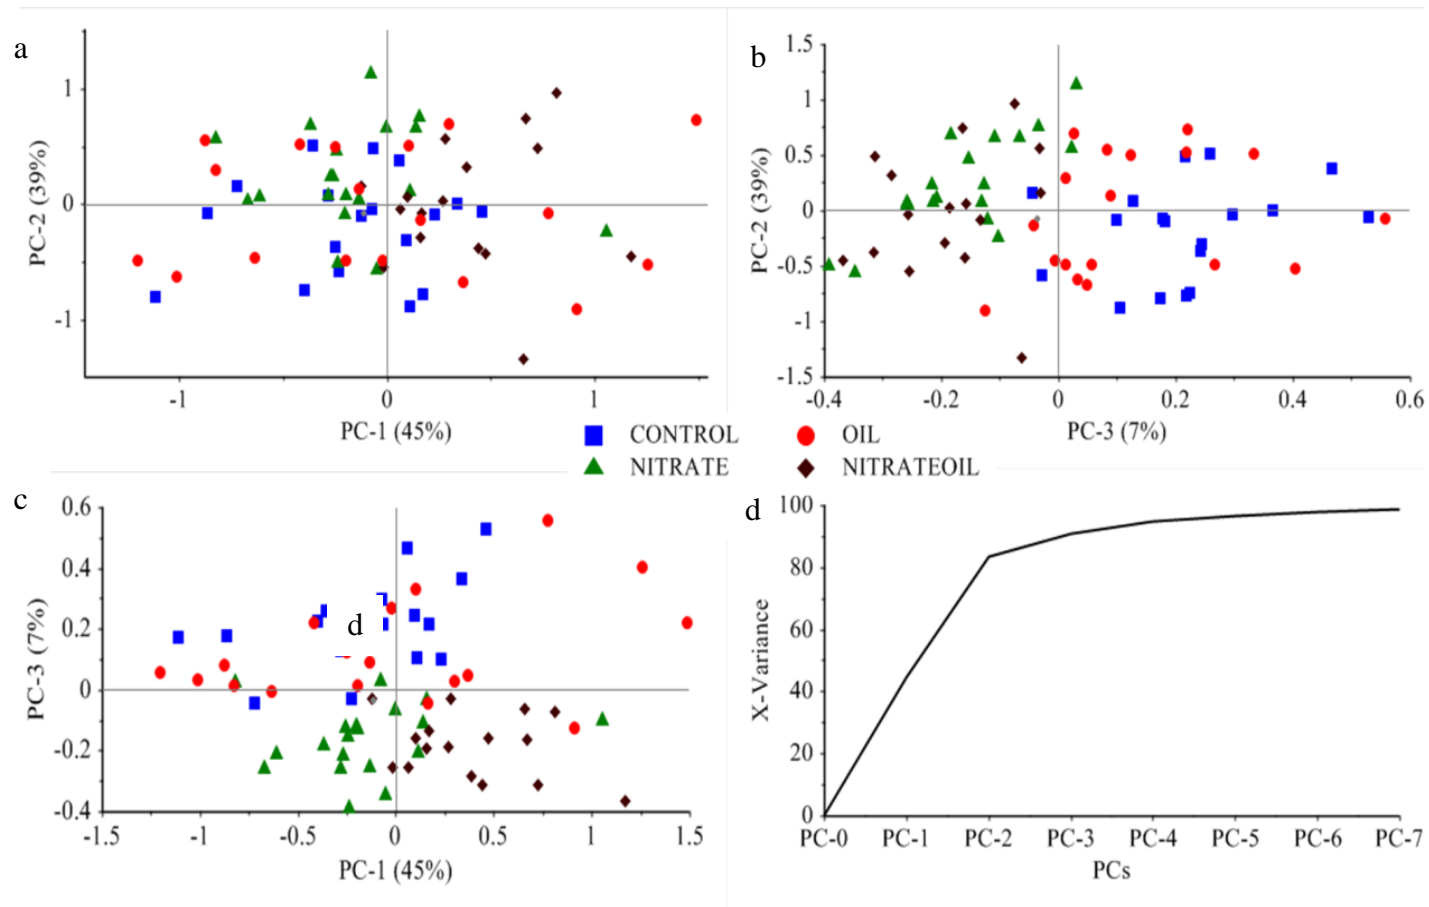 a
1
0
-1
PC-2 (39%)
-1
0
1
PC-1 (45%)
b
1.5
1
0.5
0
-0.5
-1
-1.5
PC-2 (39%)
-0.4
-0.2
0
0.2
0.4
0.6
PC-3 (7%)
CONTROL
OIL
NITRATE
NITRATEOIL
c
0.6
0.4
0.2
0
-0.2
-0.4
PC-3 (7%)
d
-1.5
-1
-0.5
0
0.5
1
1.5
PC-1 (45%)
d
100
80
60
40
20
0
X-Variance
PC-0
PC-1
PC-2
PC-3
PC-4
PC-5
PC-6
PC-7
PCs